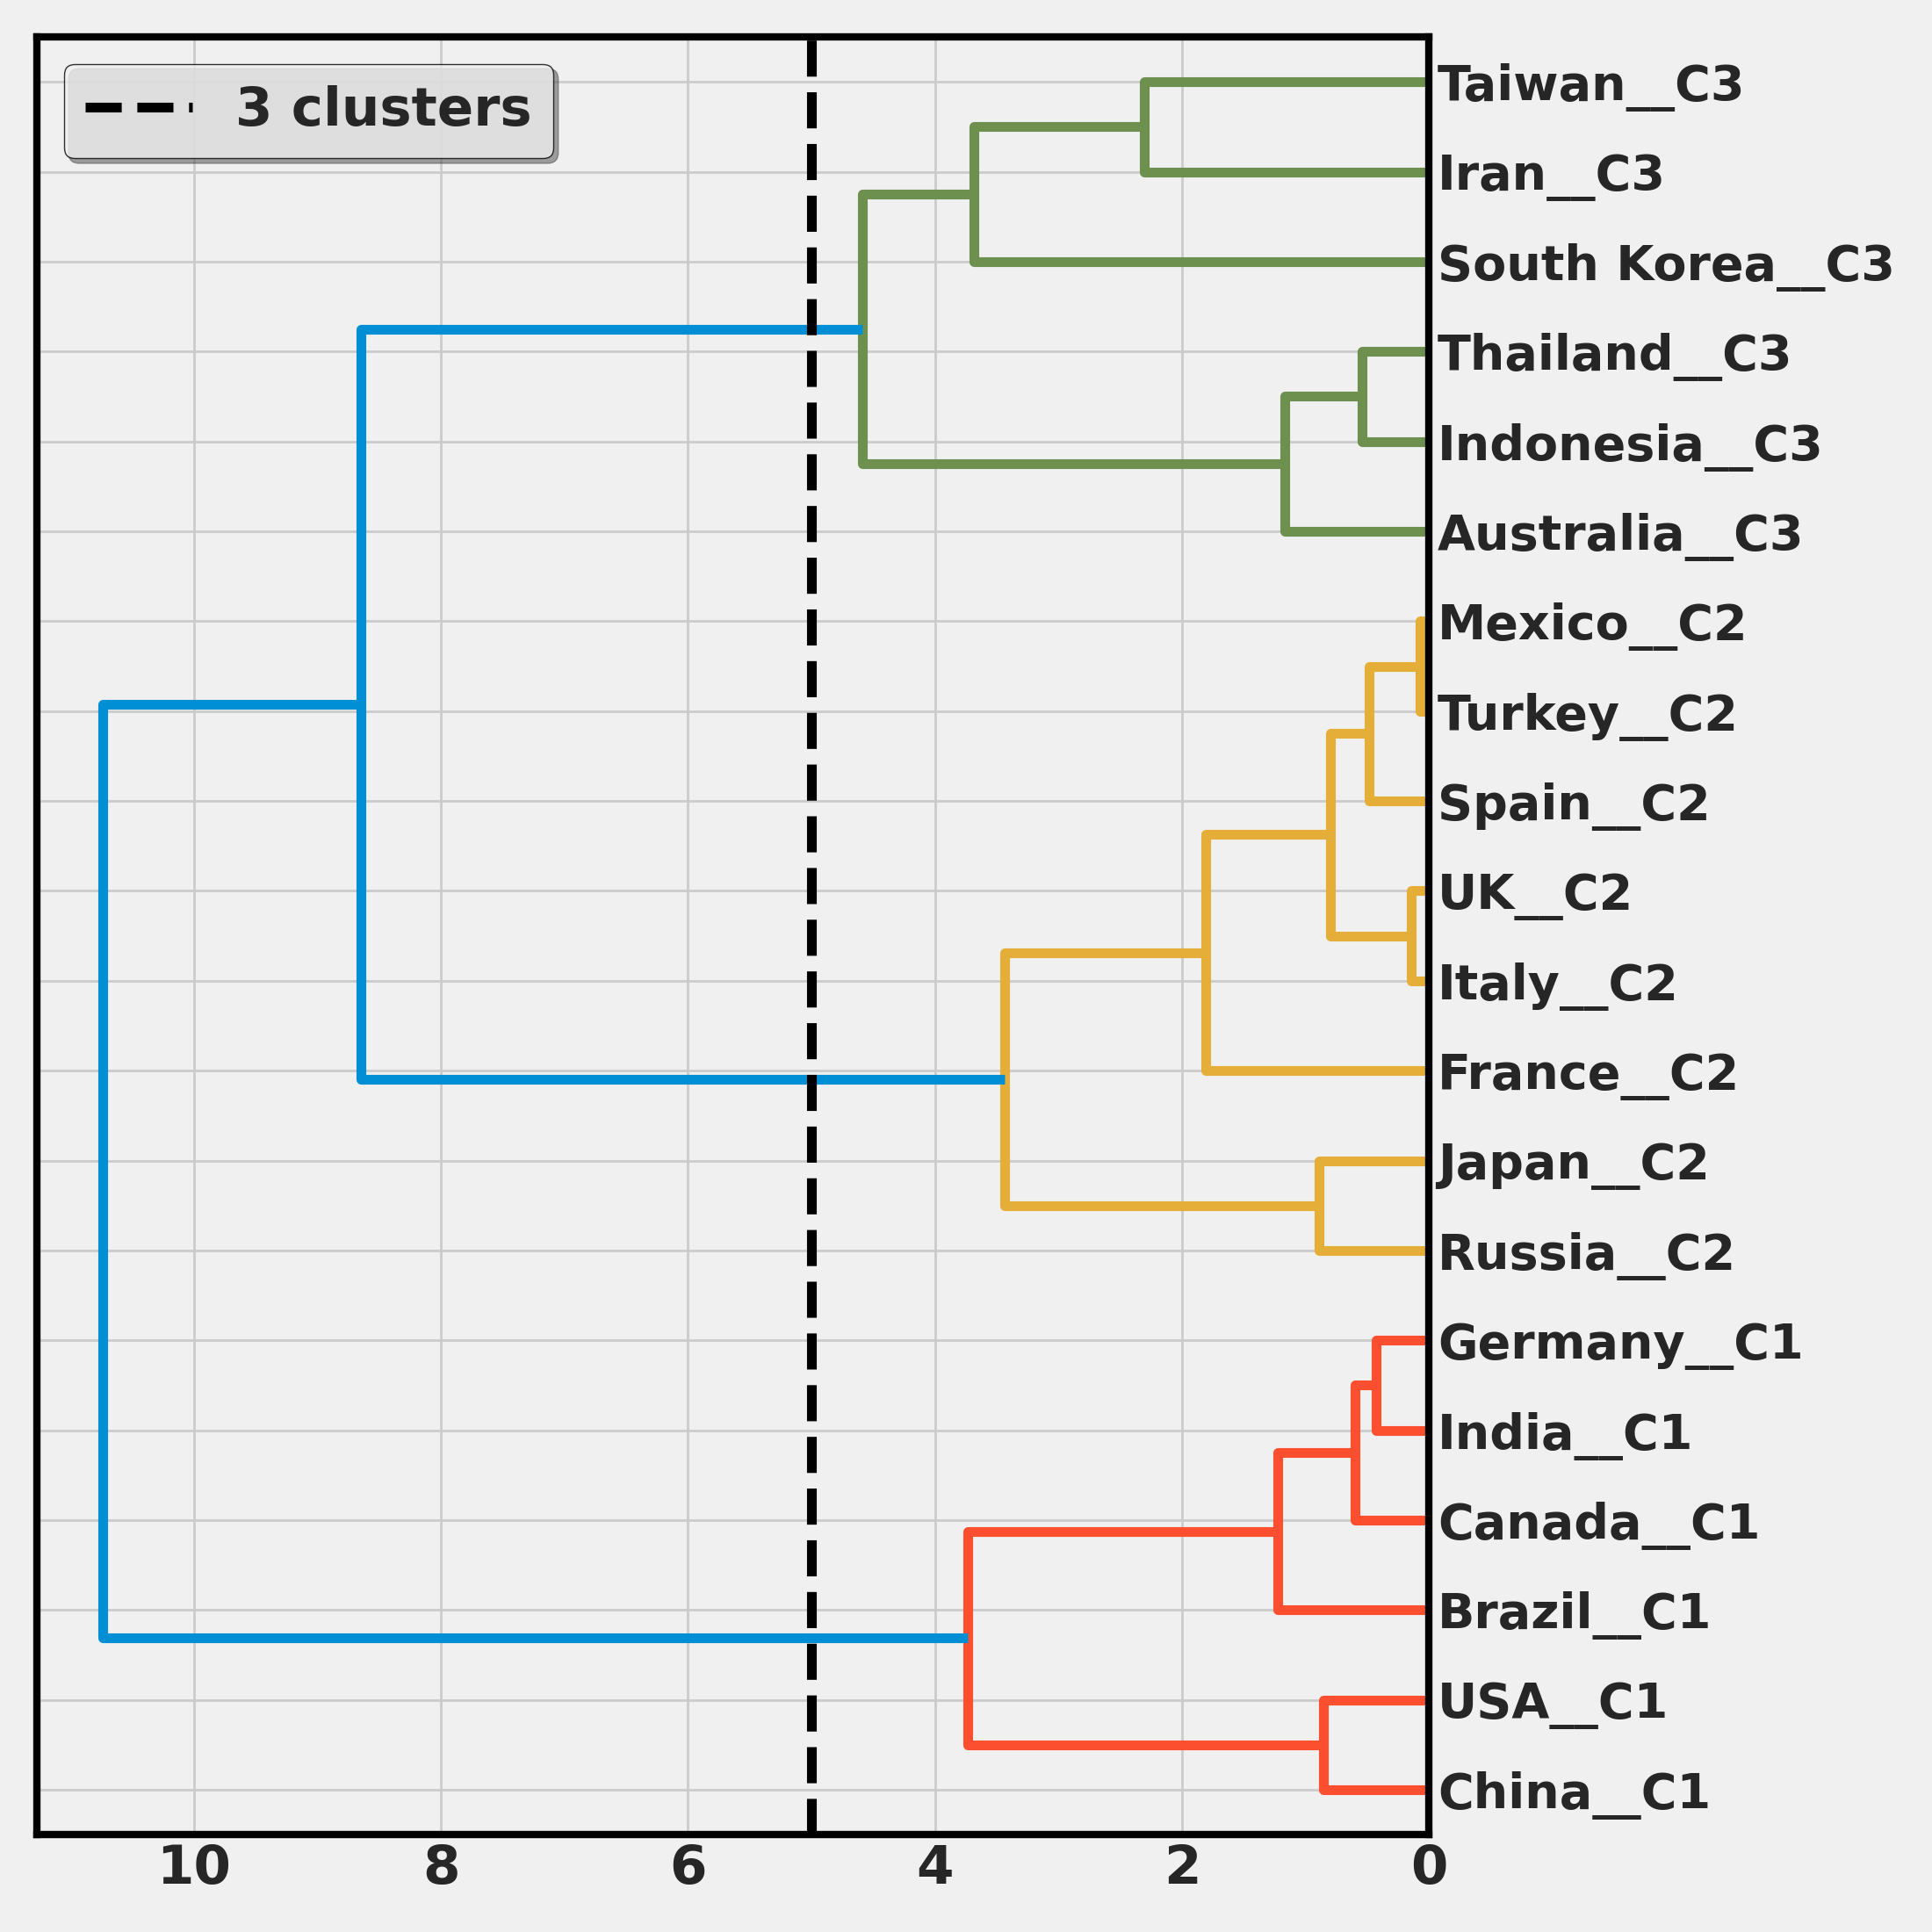 3 clusters
Taiwan__C3
Iran__C3
South Korea__C3
Thailand__C3
Indonesia__C3
Australia__C3
Mexico__C2
Turkey__C2
Spain__C2
UK__C2
Italy__C2
France__C2
Japan__C2
Russia__C2
Germany__C1
India__C1
Canada__C1
Brazil__C1
USA__C1
China__C1
10 8 6 4 2 0